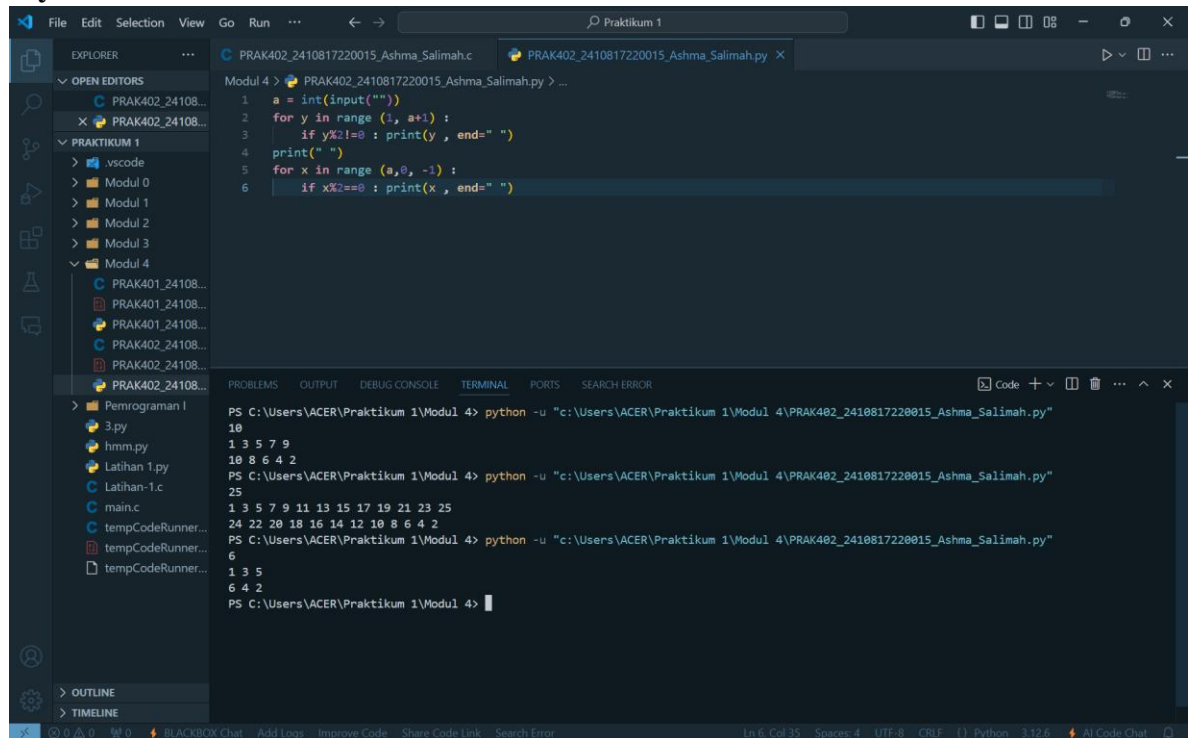 File Edit Selection View Go Run ... Praktikum 1
EXPLORER ...
OPEN EDITORS
PRAK402_24108...
PRAK402_24108...
PRAKTIKUM 1
.vscode
Modul 0
Modul 1
Modul 2
Modul 3
Modul 4
PRAK401_24108...
PRAK401_24108...
PRAK401_24108...
PRAK402_24108...
PRAK402_24108...
PRAK402_24108...
Pemrograman I
3.py
hmm.py
Latihan 1.py
Latihan-1.c
main.c
tempCodeRunner...
tempCodeRunner...
tempCodeRunner...
OUTLINE
TIMELINE
PRAK402_2410817220015_Ashma_Salimah.c PRAK402_2410817220015_Ashma_Salimah.py
Modul 4 > PRAK402_2410817220015_Ashma_Salimah.py > ...
1 a = int(input(""))
2 for y in range (1, a+1) :
3 if y%2!=0 : print(y , end=" ")
4 print(" ")
5 for x in range (a,0, -1) :
6 if x%2==0 : print(x , end=" ")
PROBLEMS OUTPUT DEBUG CONSOLE TERMINAL PORTS SEARCH ERROR Code
PS C:\Users\ACER\Praktikum 1\Modul 4> python -u "c:\Users\ACER\Praktikum 1\Modul 4\PRAK402_2410817220015_Ashma_Salimah.py"
10
1 3 5 7 9
10 8 6 4 2
PS C:\Users\ACER\Praktikum 1\Modul 4> python -u "c:\Users\ACER\Praktikum 1\Modul 4\PRAK402_2410817220015_Ashma_Salimah.py"
25
1 3 5 7 9 11 13 15 17 19 21 23 25
24 22 20 18 16 14 12 10 8 6 4 2
PS C:\Users\ACER\Praktikum 1\Modul 4> python -u "c:\Users\ACER\Praktikum 1\Modul 4\PRAK402_2410817220015_Ashma_Salimah.py"
6
1 3 5
6 4 2
PS C:\Users\ACER\Praktikum 1\Modul 4>
0 0 0 BLACKBOX Chat Add Logs Improve Code Share Code Link Search Error Ln 6, Col 35 Spaces: 4 UTF-8 CRLF {} Python 3.12.6 AI Code Chat